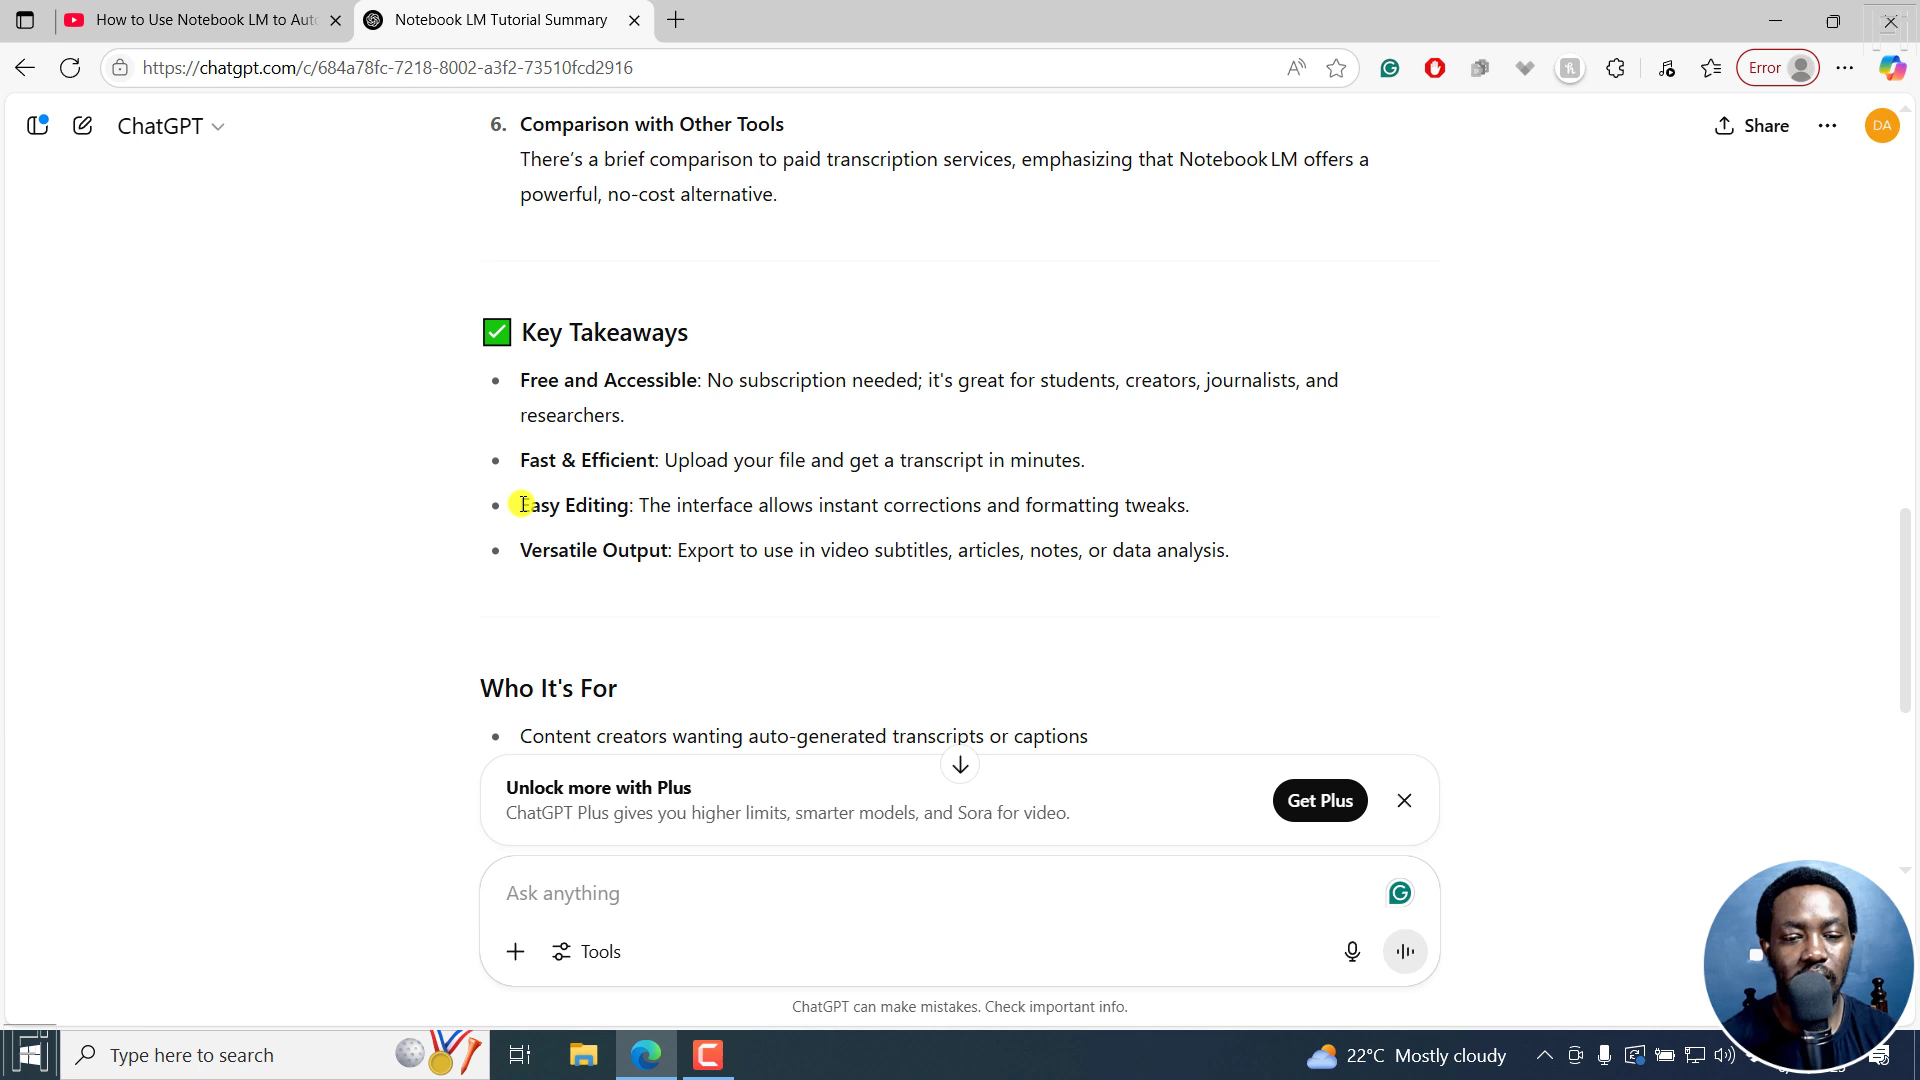 How to Use Notebook LM to Aut
Notebook LM Tutorial Summary
https://chatgpt.com/c/684a78fc-7218-8002-a3f2-73510fcd2916
Error
ChatGPT
Share
DA
6. Comparison with Other Tools
There's a brief comparison to paid transcription services, emphasizing that Notebook LM offers a
powerful, no-cost alternative.
Key Takeaways
• Free and Accessible: No subscription needed; it's great for students, creators, journalists, and
researchers.
• Fast & Efficient: Upload your file and get a transcript in minutes.
• Easy Editing: The interface allows instant corrections and formatting tweaks.
• Versatile Output: Export to use in video subtitles, articles, notes, or data analysis.
Who It's For
• Content creators wanting auto-generated transcripts or captions
Unlock more with Plus
ChatGPT Plus gives you higher limits, smarter models, and Sora for video.
Get Plus
Ask anything
Tools
ChatGPT can make mistakes. Check important info.
Type here to search
22°C Mostly cloudy